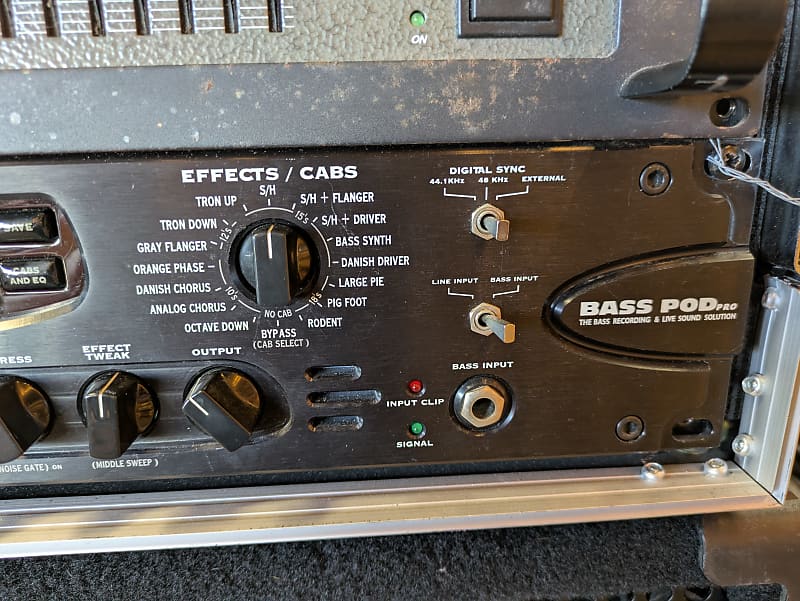 ON
EFFECTS / CABS
S/H
TRON UP
S/H + FLANGER
TRON DOWN
S/H + DRIVER
GRAY FLANGER
BASS SYNTH
ORANGE PHASE
DANISH DRIVER
DANISH CHORUS
LARGE PIE
ANALOG CHORUS
PIG FOOT
OCTAVE DOWN
RODENT
12's
15's
10's
18's
NO CAB
BYPASS
(CAB SELECT)
DIGITAL SYNC
44.1KHz 48 KHz EXTERNAL
LINE INPUT BASS INPUT
BASS POD PRO
THE BASS RECORDING & LIVE SOUND SOLUTION
SAVE
CABS
AND EQ
RESS
EFFECT
TWEAK
OUTPUT
NOISE GATE) ON
(MIDDLE SWEEP)
BASS INPUT
INPUT CLIP
SIGNAL